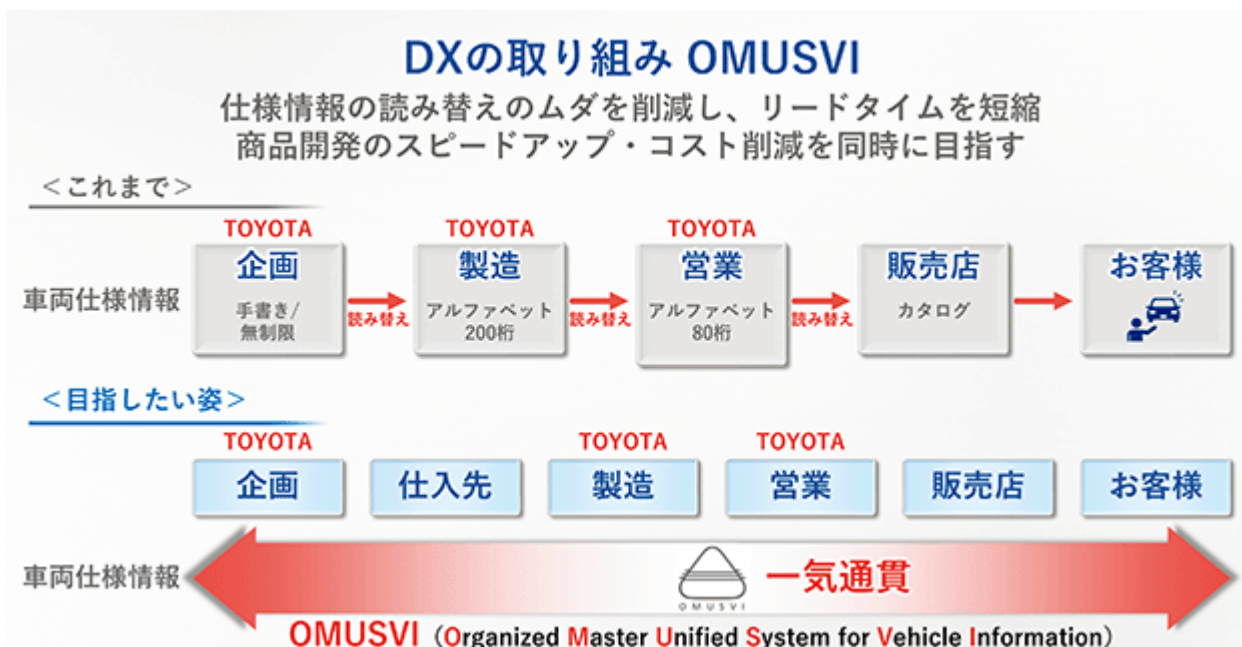 DXの取り組み OMUSVI
仕様情報の読み替えのムダを削減し、リードタイムを短縮
商品開発のスピードアップ・コスト削減を同時に目指す
＜これまで＞
TOYOTA TOYOTA TOYOTA
企画 製造 営業 販売店 お客様
車両仕様情報
手書き/
無制限
読み替え
アルファベット
200桁
読み替え
アルファベット
80桁
読み替え
カタログ
＜目指したい姿＞
TOYOTA TOYOTA TOYOTA
企画 仕入先 製造 営業 販売店 お客様
車両仕様情報
一気通貫
OMUSVI
OMUSVI（Organized Master Unified System for Vehicle Information）